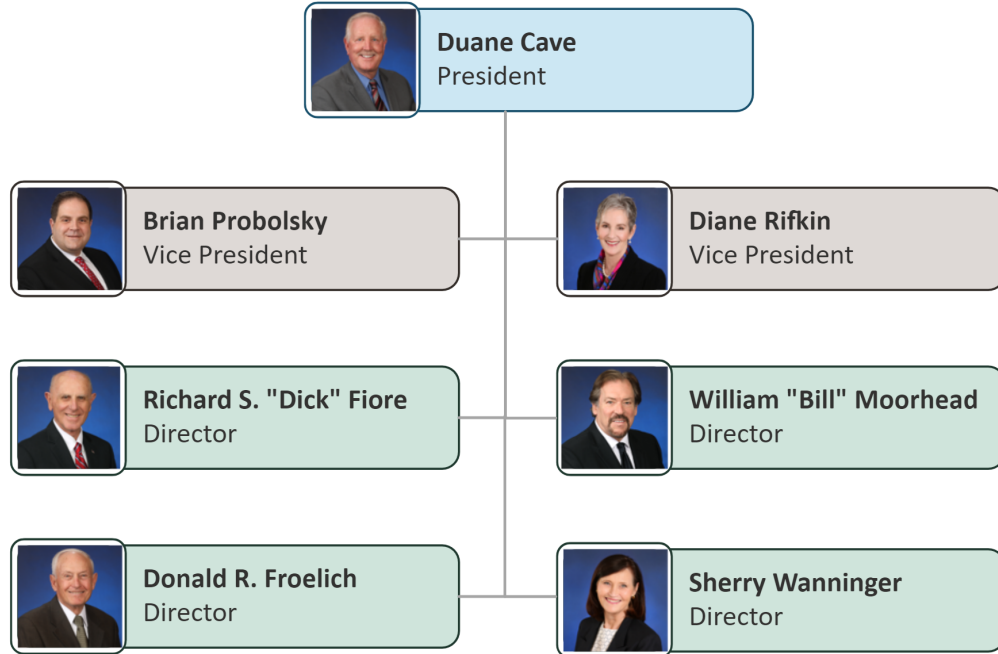 Duane Cave
President
Brian Probolsky
Vice President
Diane Rifkin
Vice President
Richard S. "Dick" Fiore
Director
William "Bill" Moorhead
Director
Donald R. Froelich
Director
Sherry Wanninger
Director